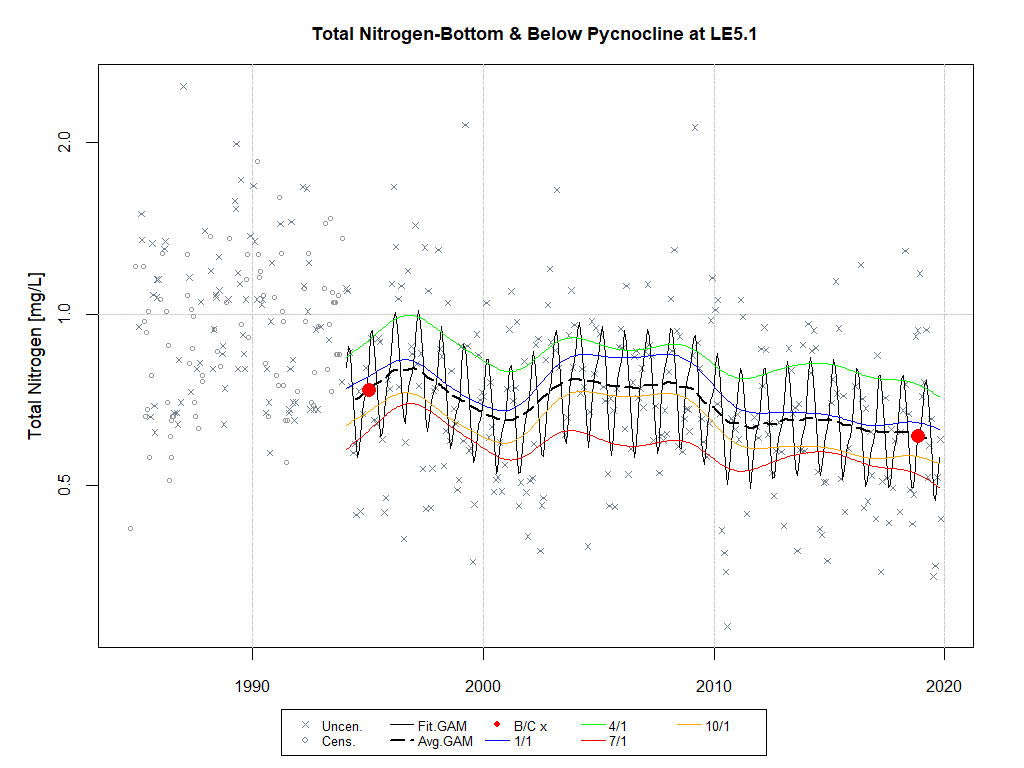 Total Nitrogen-Bottom & Below Pycnocline at LE5.1
Total Nitrogen [mg/L]
2.0
1.0
0.5
1990 2000 2010 2020
Uncen. Fit.GAM B/C x 4/1 10/1
Cens. Avg.GAM 1/1 7/1